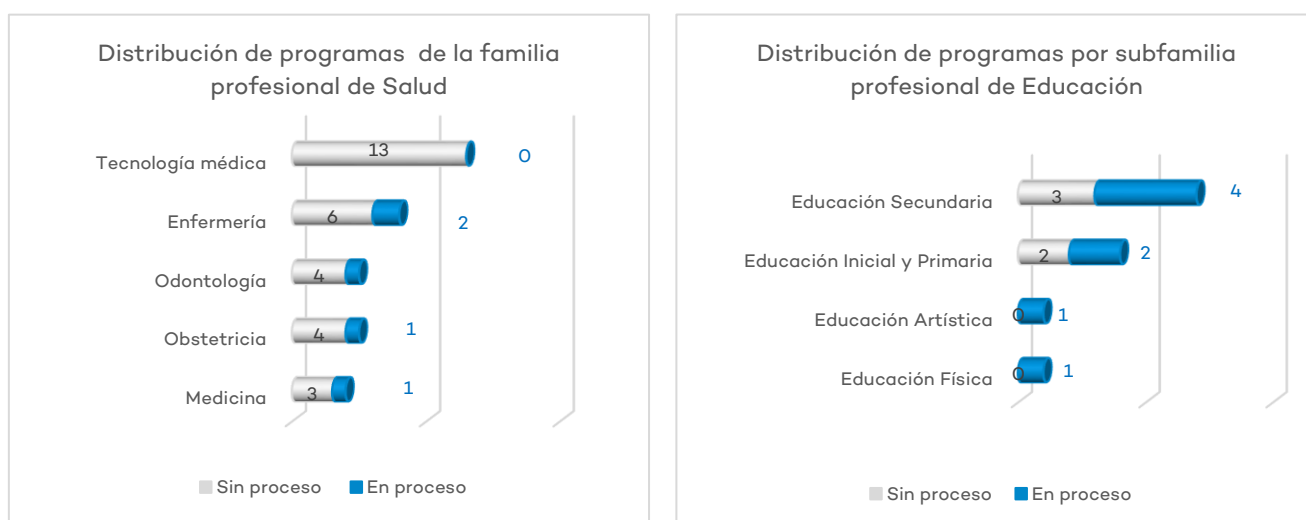 Distribución de programas de la familia
profesional de Salud
Tecnología médica 13 0
Enfermería 6 2
Odontología 4
Obstetricia 4 1
Medicina 3 1
Sin proceso En proceso
Distribución de programas por subfamilia
profesional de Educación
Educación Secundaria 3 4
Educación Inicial y Primaria 2 2
Educación Artística 0 1
Educación Física 0 1
Sin proceso En proceso